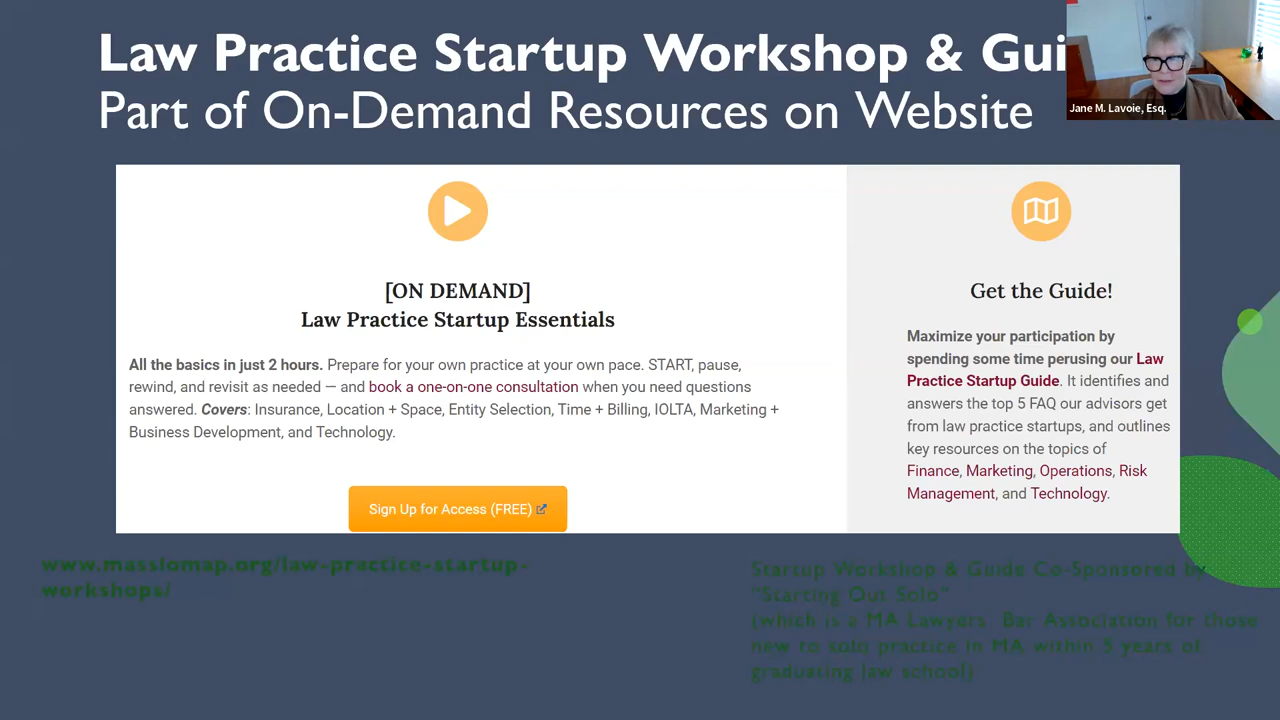 Law Practice Startup Workshop & Gui
Part of On-Demand Resources on Website
Jane M. Lavoie, Esq.
[ON DEMAND]
Law Practice Startup Essentials
All the basics in just 2 hours. Prepare for your own practice at your own pace. START, pause,
rewind, and revisit as needed — and book a one-on-one consultation when you need questions
answered. Covers: Insurance, Location + Space, Entity Selection, Time + Billing, IOLTA, Marketing +
Business Development, and Technology.
Sign Up for Access (FREE)
Get the Guide!
Maximize your participation by
spending some time perusing our Law
Practice Startup Guide. It identifies and
answers the top 5 FAQ our advisors get
from law practice startups, and outlines
key resources on the topics of
Finance, Marketing, Operations, Risk
Management, and Technology.
www.masslomap.org/law-practice-startup-
workshops/
Startup Workshop & Guide Co-Sponsored by
"Starting Out Solo"
(which is a MA Lawyers Bar Association for those
new to solo practice in MA within 5 years of
graduating law school)